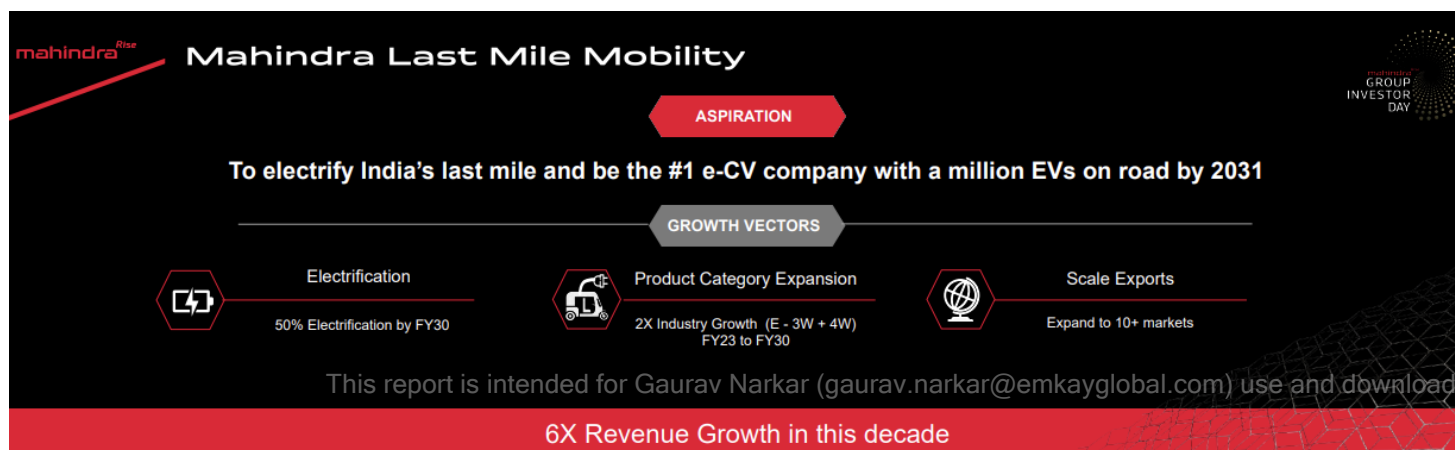 mahindra Rise
Mahindra Last Mile Mobility
mahindra
GROUP
INVESTOR
DAY
ASPIRATION
To electrify India's last mile and be the #1 e-CV company with a million EVs on road by 2031
GROWTH VECTORS
Electrification
50% Electrification by FY30
Product Category Expansion
2X Industry Growth (E - 3W + 4W)
FY23 to FY30
Scale Exports
Expand to 10+ markets
This report is intended for Gaurav Narkar (gaurav.narkar@emkayglobal.com) use and download
6X Revenue Growth in this decade